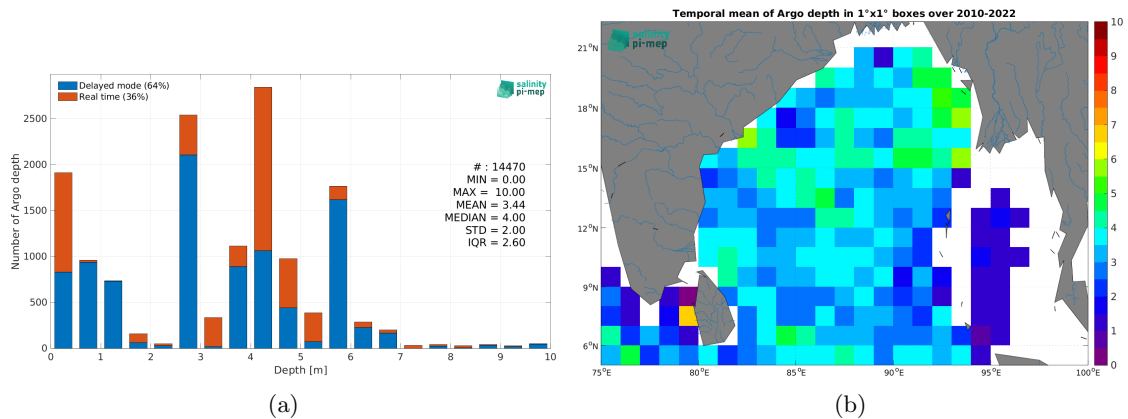 Delayed mode (64%)
Real time (36%)
salinity
pi-mep
# : 14470
MIN = 0.00
MAX = 10.00
MEAN = 3.44
MEDIAN = 4.00
STD = 2.00
IQR = 2.60
Number of Argo depth
2500
2000
1500
1000
500
0
0 1 2 3 4 5 6 7 8 9 10
Depth [m]
(a)
Temporal mean of Argo depth in 1°x1° boxes over 2010-2022
salinity
pi-mep
21°N
18°N
15°N
12°N
9°N
6°N
75°E 80°E 85°E 90°E 95°E 100°E
10
9
8
7
6
5
4
3
2
1
0
(b)